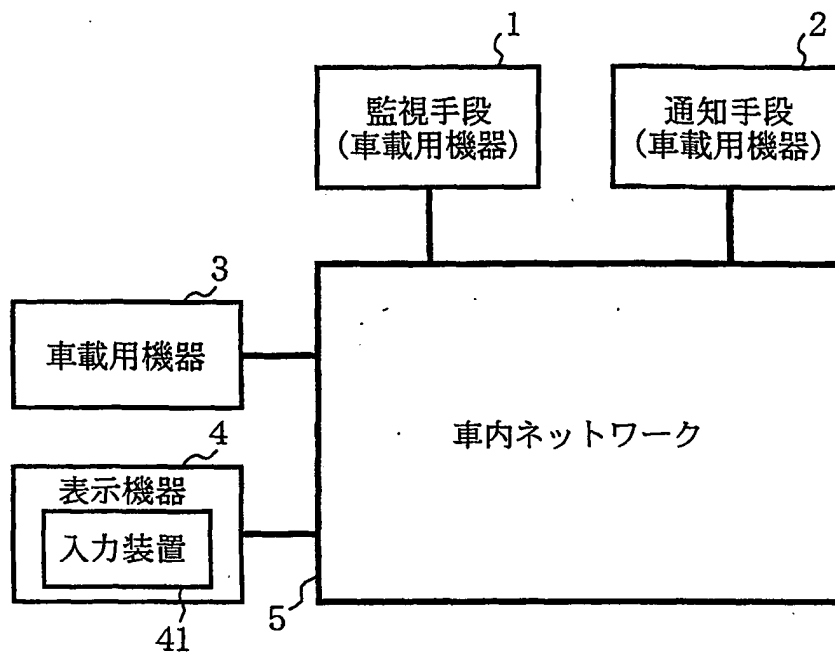 1
監視手段
(車載用機器)
2
通知手段
(車載用機器)
3
車載用機器
4
表示機器
入力装置
41
車内ネットワーク
5